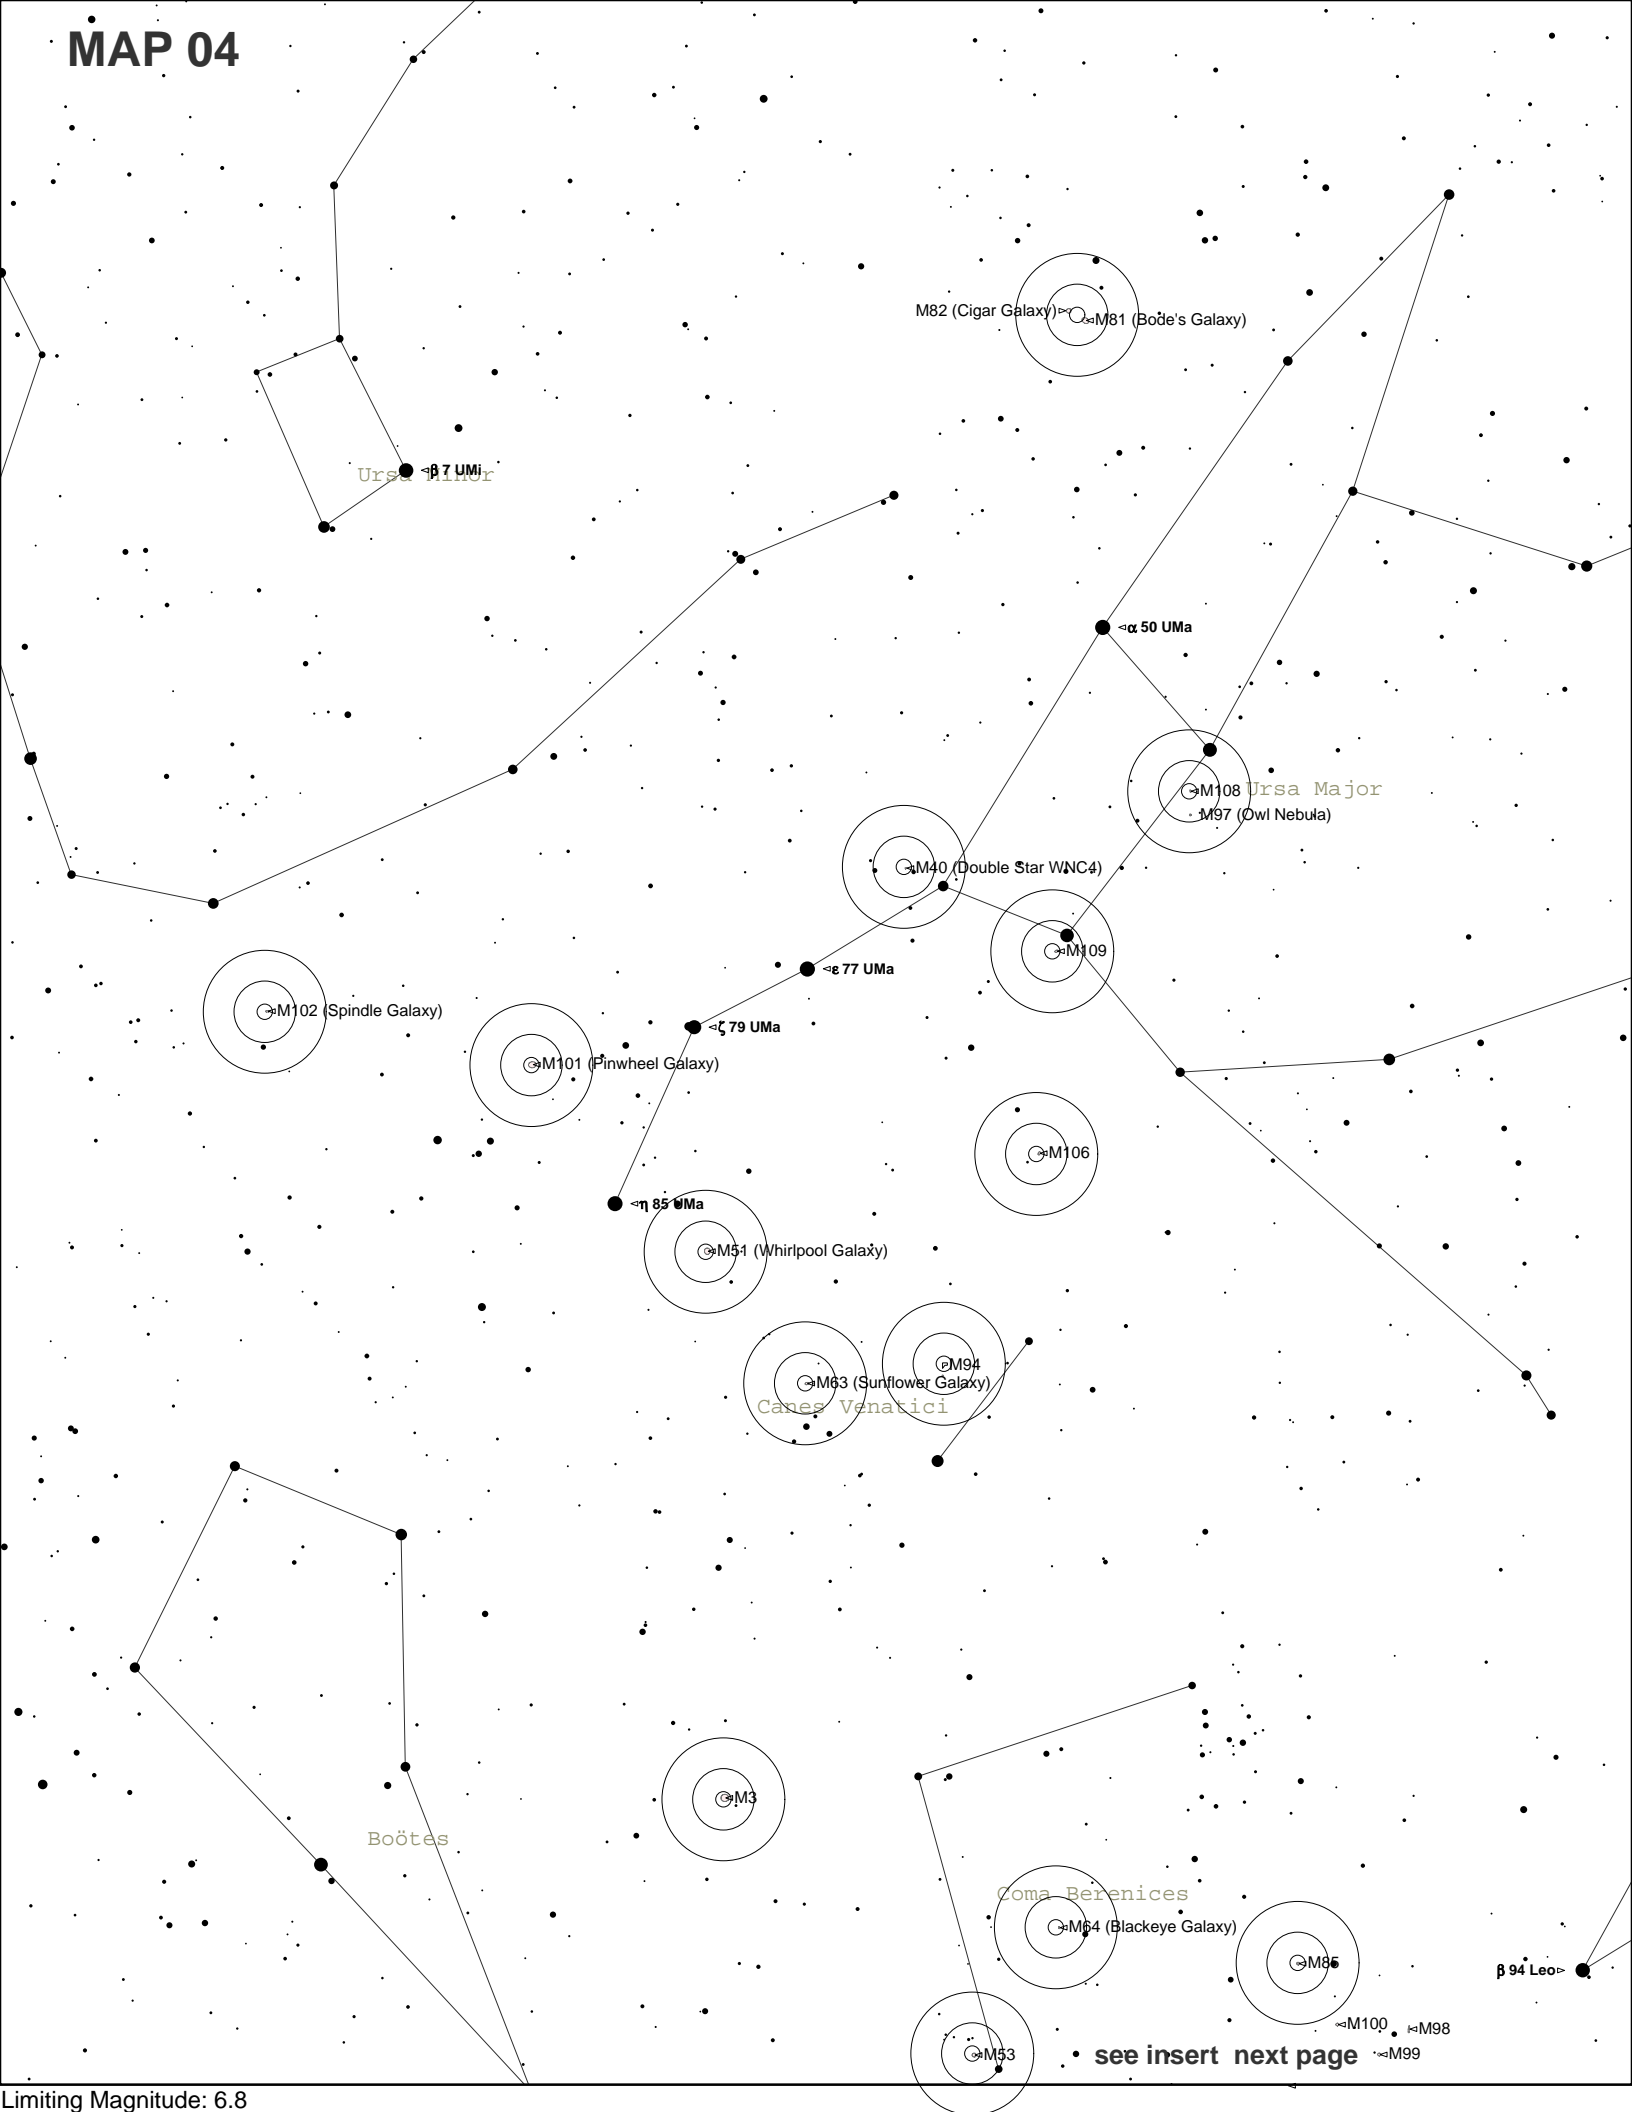 MAP 04
M82 (Cigar Galaxy)
M81 (Bode's Galaxy)
β 7 UMi
Ursa Minor
α 50 UMa
M108
Ursa Major
M97 (Owl Nebula)
M40 (Double Star WNC4)
M109
ε 77 UMa
M102 (Spindle Galaxy)
ζ 79 UMa
M101 (Pinwheel Galaxy)
M106
η 85 UMa
M51 (Whirlpool Galaxy)
M94
M63 (Sunflower Galaxy)
Canes Venatici
M3
Boötes
Coma Berenices
M64 (Blackeye Galaxy)
M85
β 94 Leo
M100
M98
M53
see insert next page
M99
Limiting Magnitude: 6.8